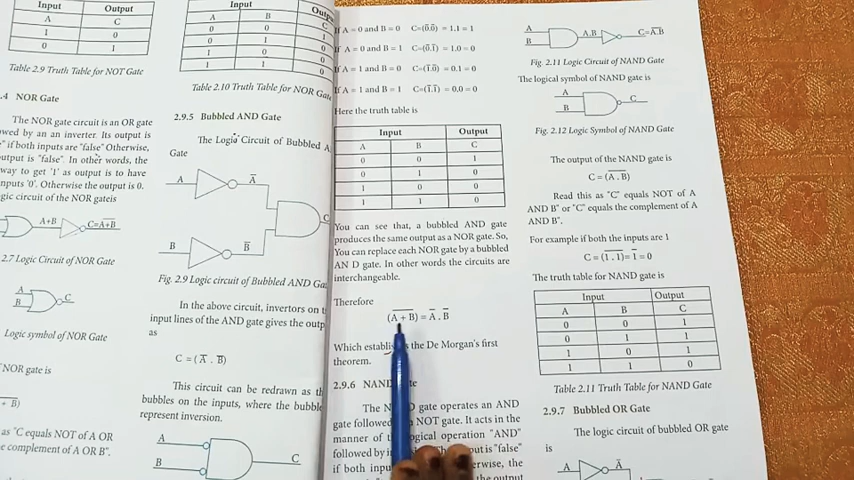 Input
Output
A
C
1
0
0
1
Table 2.9 Truth Table for NOT Gate
.4 NOR Gate
The NOR gate circuit is an OR gate
owed by an an inverter. Its output is
" if both inputs are "false" Otherwise,
output is "false". In other words, the
way to get '1' as output is to have
nputs '0'. Otherwise the output is 0.
gic circuit of the NOR gateis
A+B
C=A̅+̅B̅
2.7 Logic Circuit of NOR Gate
A
B
C
Logic symbol of NOR Gate
NOR gate is
+ B)
as "C equals NOT of A OR
e complement of A OR B".
Input
Output
A
B
C
0
0
1
0
1
0
1
0
0
1
1
0
Table 2.10 Truth Table for NOR Gat
2.9.5 Bubbled AND Gate
The Logic Circuit of Bubbled A
Gate
A
A̅
B
B̅
C
Fig. 2.9 Logic circuit of Bubbled AND Ga
In the above circuit, invertors on t
input lines of the AND gate gives the outp
as
C = ( A̅ . B̅ )
This circuit can be redrawn as th
bubbles on the inputs, where the bubble
represent inversion.
A
B
C
If A = 0 and B = 0 C=(0̅.0̅) = 1.1 = 1
If A = 0 and B = 1 C=(0̅.1̅) = 1.0 = 0
If A = 1 and B = 0 C=(1̅.0̅) = 0.1 = 0
If A = 1 and B = 1 C=(1̅.1̅) = 0.0 = 0
Here the truth table is
Input
Output
A
B
C
0
0
1
0
1
0
1
0
0
1
1
0
You can see that, a bubbled AND gate
produces the same output as a NOR gate. So,
You can replace each NOR gate by a bubbled
AN D gate. In other words the circuits are
interchangeable.
Therefore
(A̅ ̅+̅ ̅B̅) = A̅ . B̅
Which establi the De Morgan's first
theorem.
2.9.6 NAND te
The N D gate operates an AND
gate followed NOT gate. It acts in the
manner of t ogical operation "AND"
followed by in put is "false"
if both inpu erwise, the
the output
A
B
A.B
C=A̅.̅B̅
Fig. 2.11 Logic Circuit of NAND Gate
The logical symbol of NAND gate is
A
B
C
Fig. 2.12 Logic Symbol of NAND Gate
The output of the NAND gate is
C = (A̅ ̅.̅ ̅B̅)
Read this as "C" equals NOT of A
AND B" or "C" equals the complement of A
AND B".
For example if both the inputs are 1
C = (1̅ ̅.̅ ̅1̅) = 1̅ = 0
The truth table for NAND gate is
Input
Output
A
B
C
0
0
1
0
1
1
1
0
1
1
1
0
Table 2.11 Truth Table for NAND Gate
2.9.7 Bubbled OR Gate
The logic circuit of bubbled OR gate
is
A
A̅